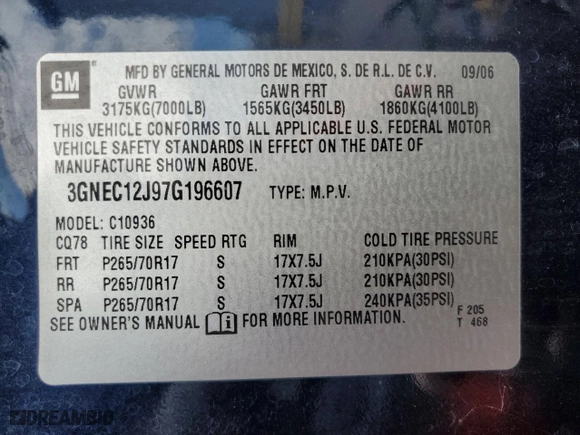 GM
MFD BY GENERAL MOTORS DE MEXICO, S. DE R.L. DE C.V. 09/06
GVWR GAWR FRT GAWR RR
3175KG(7000LB) 1565KG(3450LB) 1860KG(4100LB)
THIS VEHICLE CONFORMS TO ALL APPLICABLE U.S. FEDERAL MOTOR
VEHICLE SAFETY STANDARDS IN EFFECT ON THE DATE OF
MANUFACTURE SHOWN ABOVE.
3GNEC12J97G196607 TYPE: M.P.V.
MODEL: C10936
CQ78 TIRE SIZE SPEED RTG RIM COLD TIRE PRESSURE
FRT P265/70R17 S 17X7.5J 210KPA(30PSI)
RR P265/70R17 S 17X7.5J 210KPA(30PSI)
SPA P265/70R17 S 17X7.5J 240KPA(35PSI)
F 205
SEE OWNER'S MANUAL i FOR MORE INFORMATION. T 468
DREAMBID